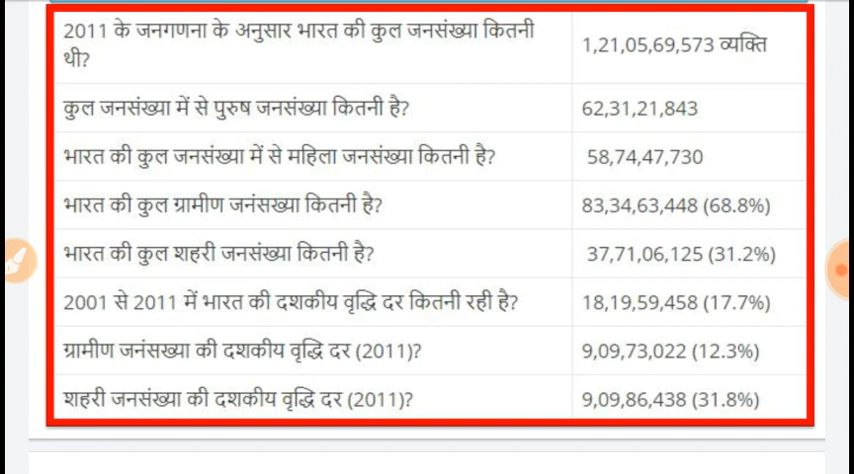 2011 के जनगणना के अनुसार भारत की कुल जनसंख्या कितनी
थी?
1,21,05,69,573 व्यक्ति
कुल जनसंख्या में से पुरुष जनसंख्या कितनी है?
62,31,21,843
भारत की कुल जनसंख्या में से महिला जनसंख्या कितनी है?
58,74,47,730
भारत की कुल ग्रामीण जनंसख्या कितनी है?
83,34,63,448 (68.8%)
भारत की कुल शहरी जनसंख्या कितनी है?
37,71,06,125 (31.2%)
2001 से 2011 में भारत की दशकीय वृद्धि दर कितनी रही है?
18,19,59,458 (17.7%)
ग्रामीण जनंसख्या की दशकीय वृद्धि दर (2011)?
9,09,73,022 (12.3%)
शहरी जनसंख्या की दशकीय वृद्धि दर (2011)?
9,09,86,438 (31.8%)